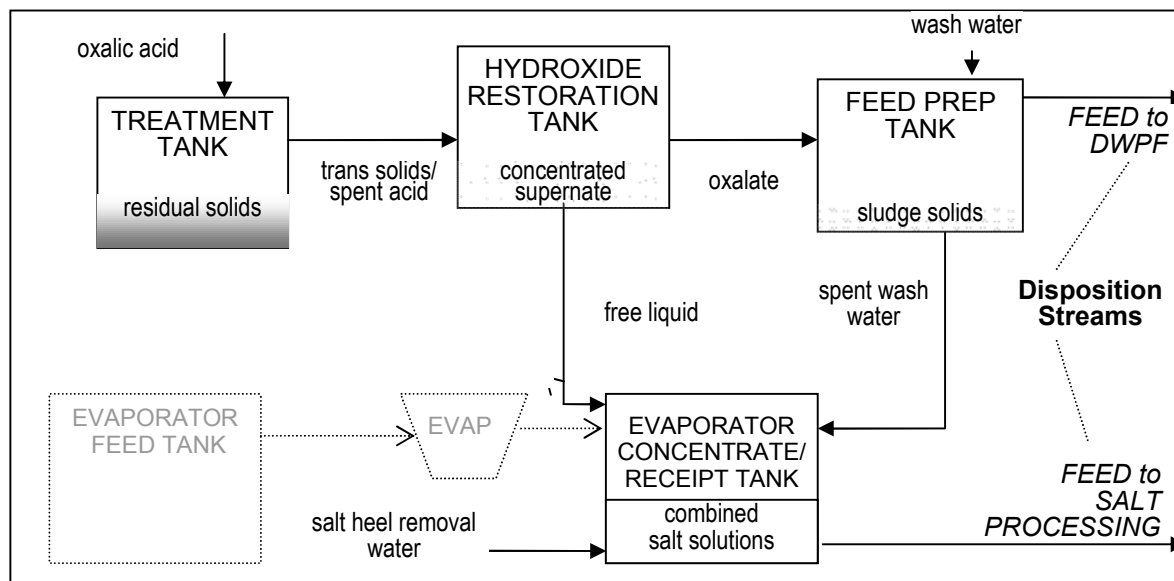 oxalic acid
wash water
TREATMENT
TANK
residual solids
trans solids/
spent acid
HYDROXIDE
RESTORATION
TANK
concentrated
supernate
oxalate
FEED PREP
TANK
sludge solids
FEED to
DWPF
free liquid
spent wash
water
Disposition
Streams
EVAPORATOR
FEED TANK
EVAP
EVAPORATOR
CONCENTRATE/
RECEIPT TANK
combined
salt solutions
salt heel removal
water
FEED to
SALT
PROCESSING